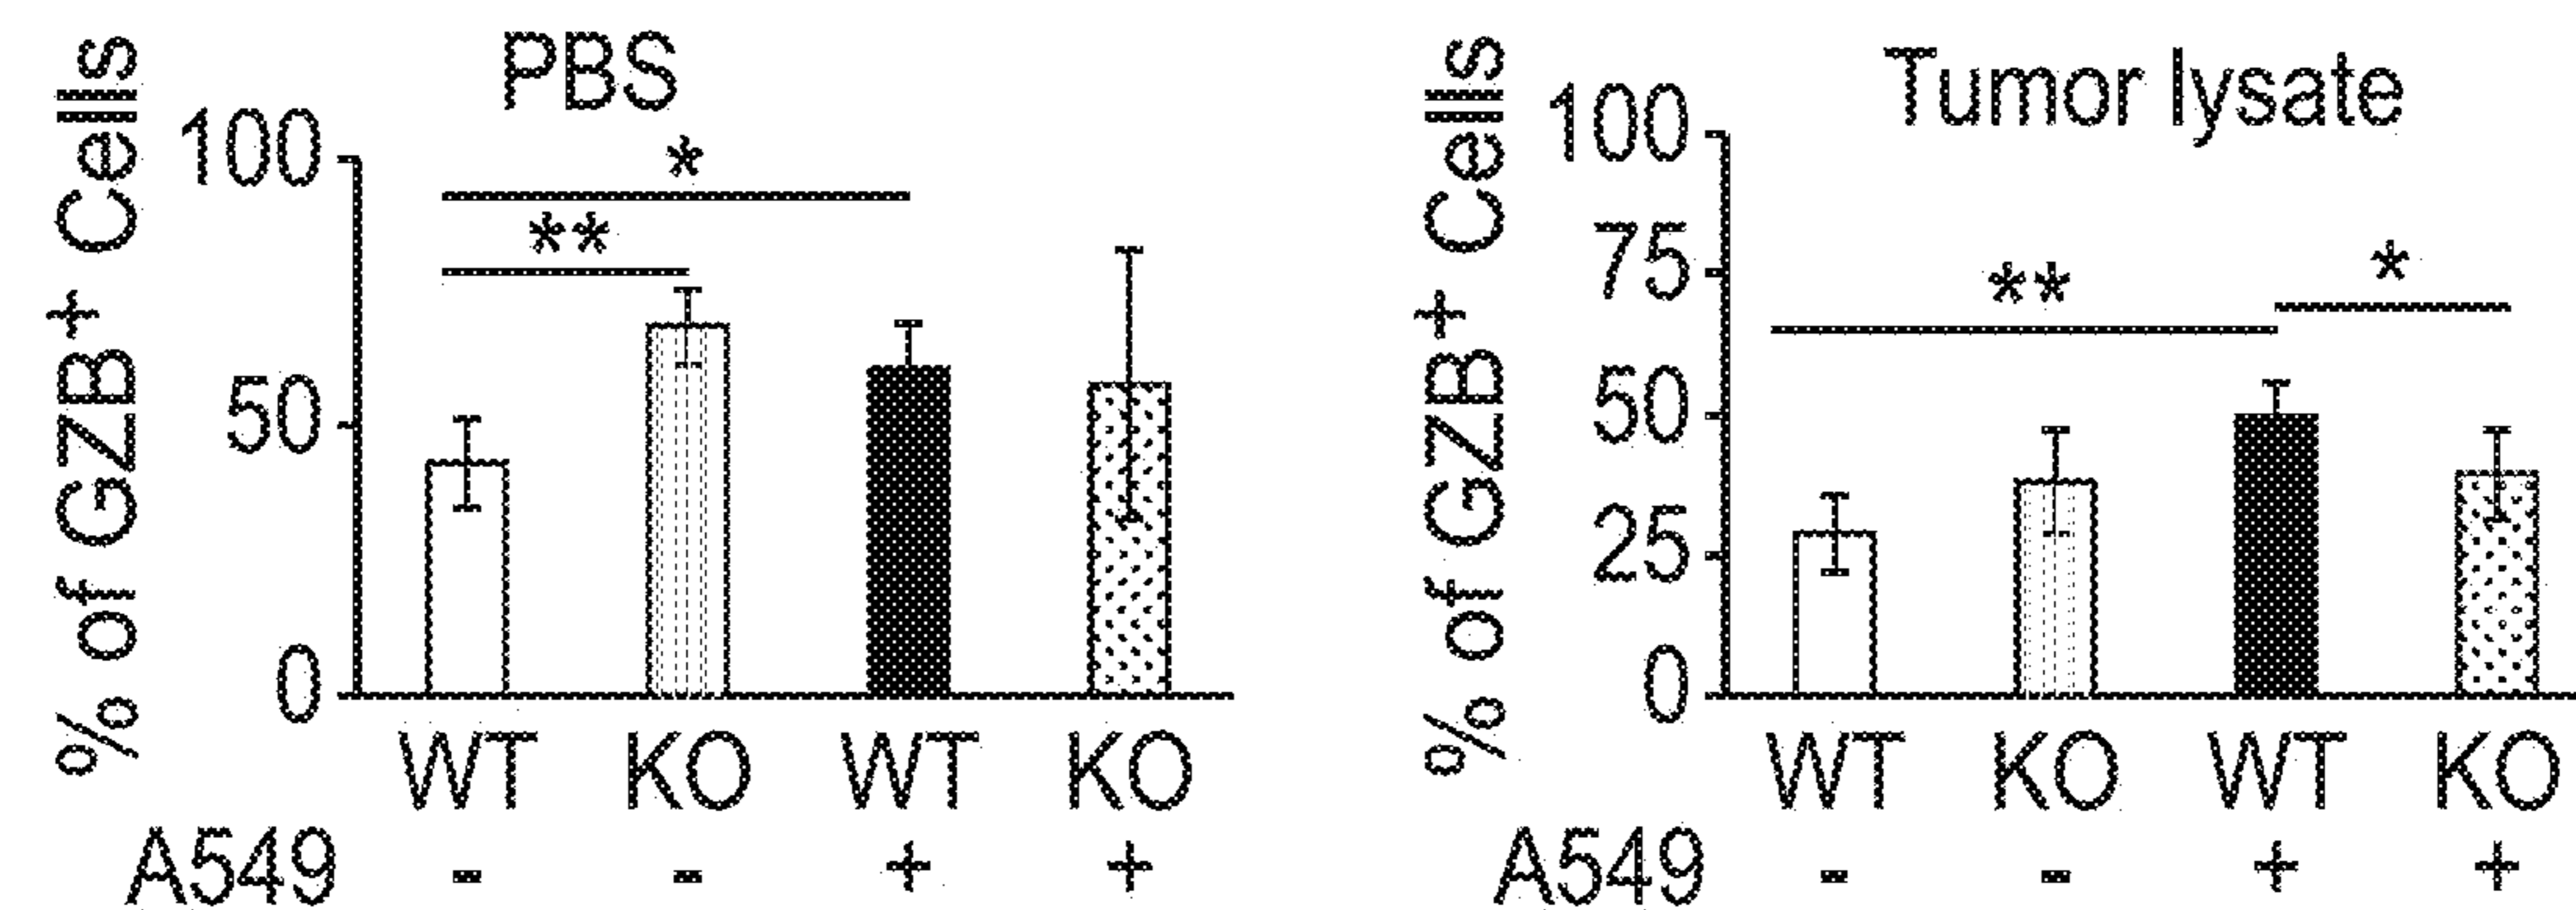 PBS
% of GZB+ Cells
100
50
0
*
**
WT KO WT KO
A549 - - + +
Tumor lysate
% of GZB+ Cells
100
75
50
25
0
**
*
WT KO WT KO
A549 - - + +